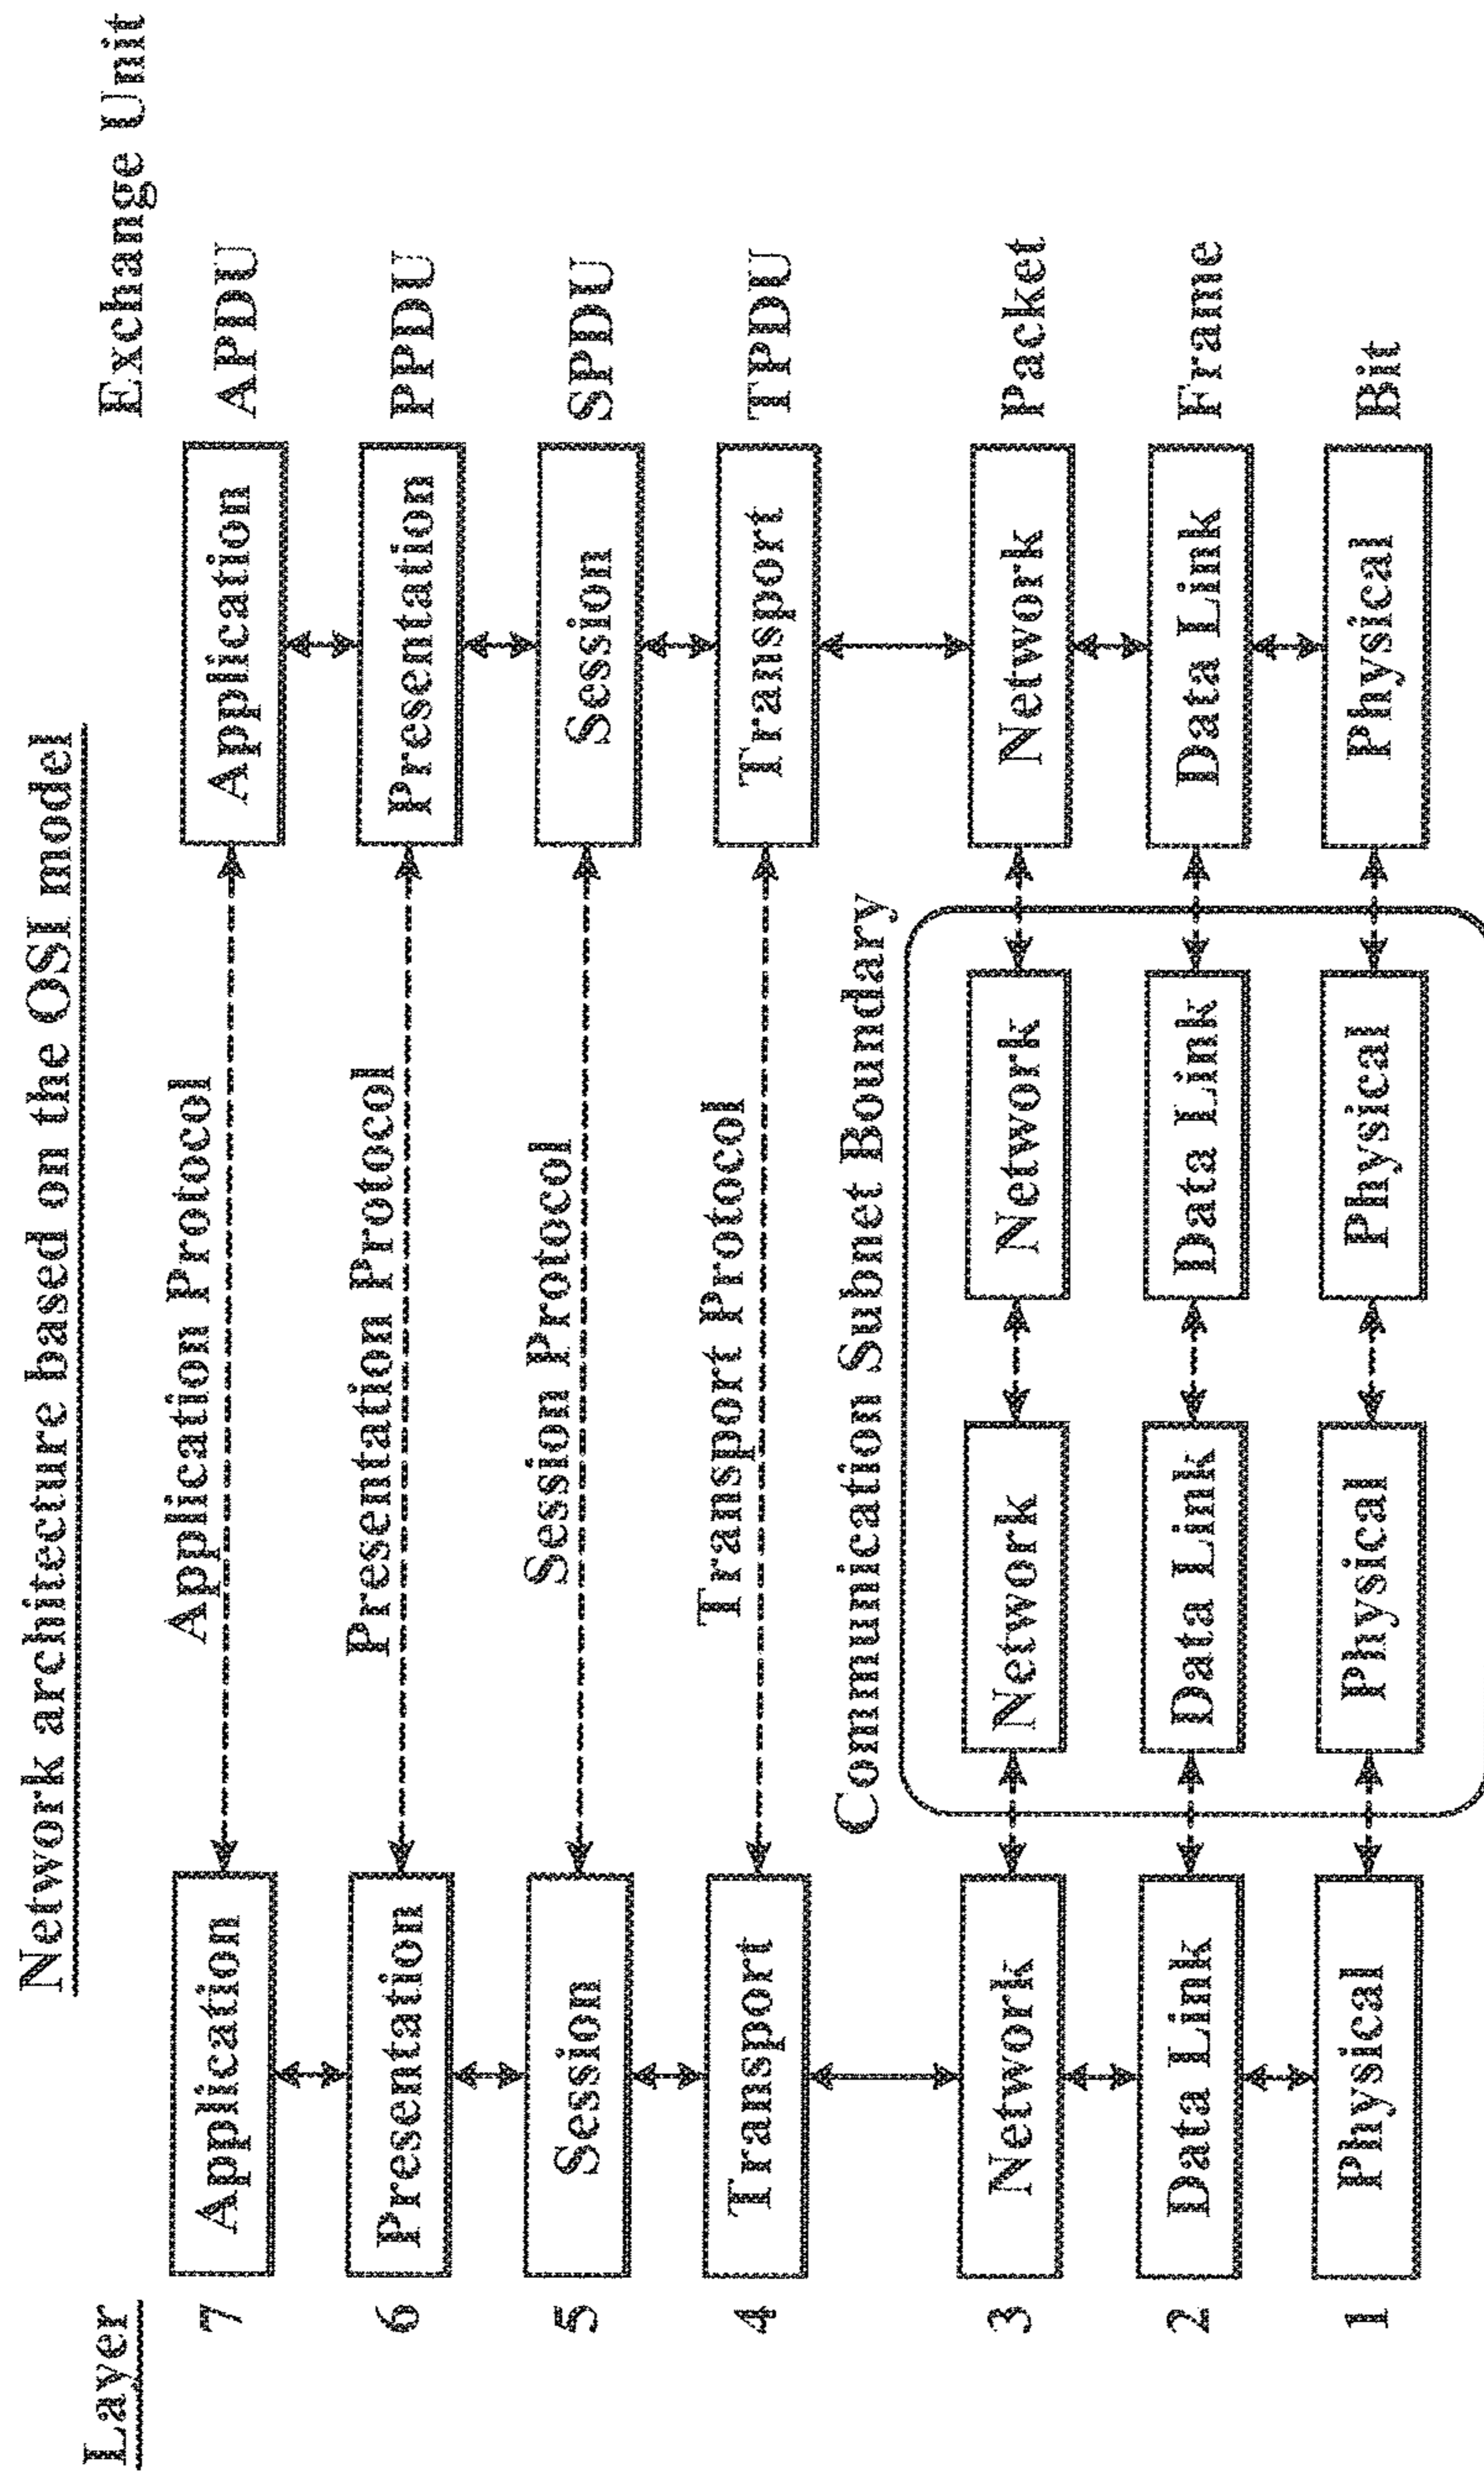 Network architecture based on the OSI model
Layer
Exchange Unit
7
Application
Application Protocol
Application
APDU
6
Presentation
Presentation Protocol
Presentation
PPDU
5
Session
Session Protocol
Session
SPDU
4
Transport
Transport Protocol
Transport
TPDU
Communication Subnet Boundary
3
Network
Network
Network
Network
Packet
2
Data Link
Data Link
Data Link
Data Link
Frame
1
Physical
Physical
Physical
Physical
Bit